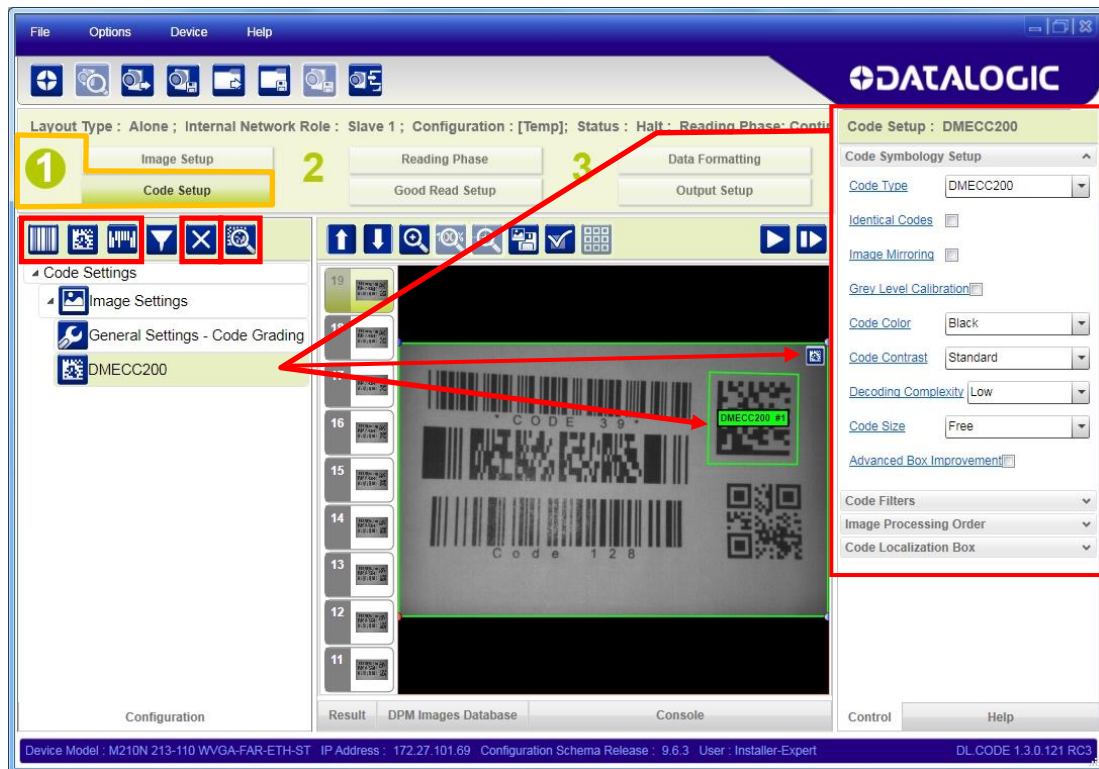 File Options Device Help
DATALOGIC
Layout Type : Alone ; Internal Network Role : Slave 1 ; Configuration : [Temp]; Status : Halt ; Reading Phase: Contin
1 Image Setup 2 Reading Phase 3 Data Formatting
Code Setup Good Read Setup Output Setup
Code Settings
Image Settings
General Settings - Code Grading
DMECC200
Configuration
100%
19
16
15
14
13
12
11
* CODE 39 *
DMECC200 #1
Code 128
Result DPM Images Database Console
Code Setup : DMECC200
Code Symbology Setup
Code Type DMECC200
Identical Codes
Image Mirroring
Grey Level Calibration
Code Color Black
Code Contrast Standard
Decoding Complexity Low
Code Size Free
Advanced Box Improvement
Code Filters
Image Processing Order
Code Localization Box
Control Help
Device Model : M210N 213-110 WVGA-FAR-ETH-ST IP Address : 172.27.101.69 Configuration Schema Release : 9.6.3 User : Installer-Expert DL.CODE 1.3.0.121 RC3